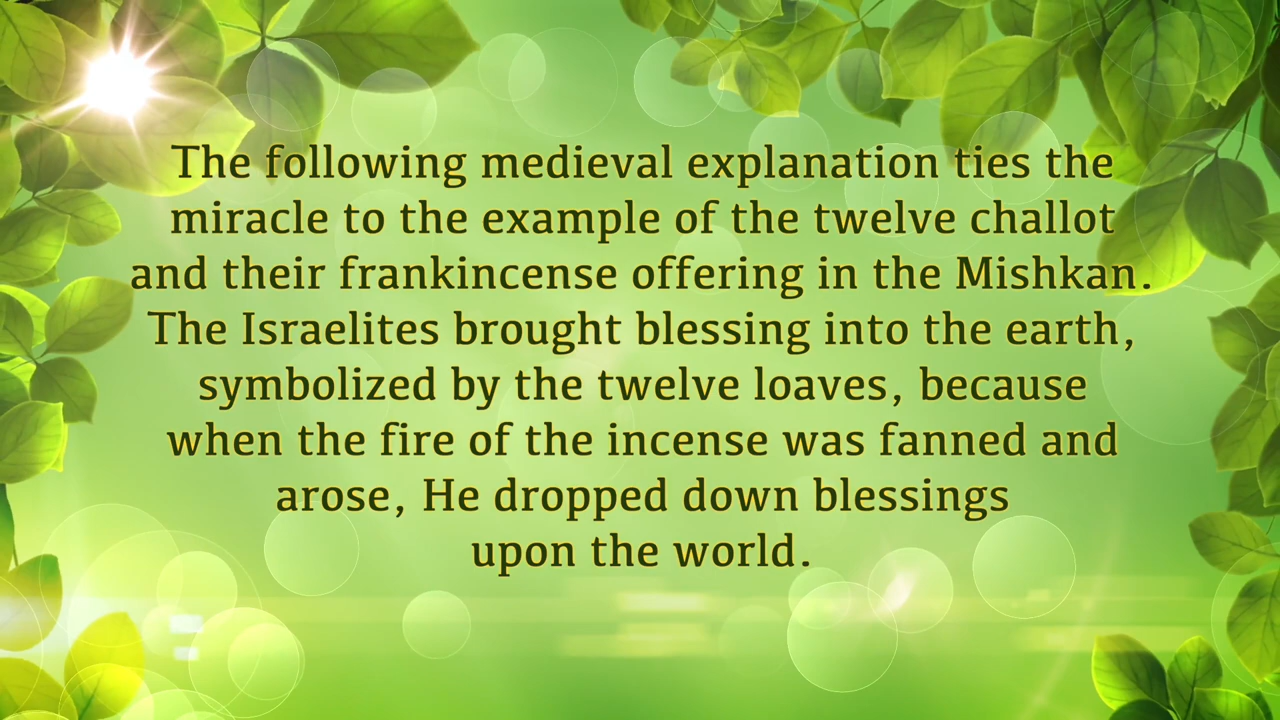 The following medieval explanation ties the
miracle to the example of the twelve challot
and their frankincense offering in the Mishkan.
The Israelites brought blessing into the earth,
symbolized by the twelve loaves, because
when the fire of the incense was fanned and
arose, He dropped down blessings
upon the world.